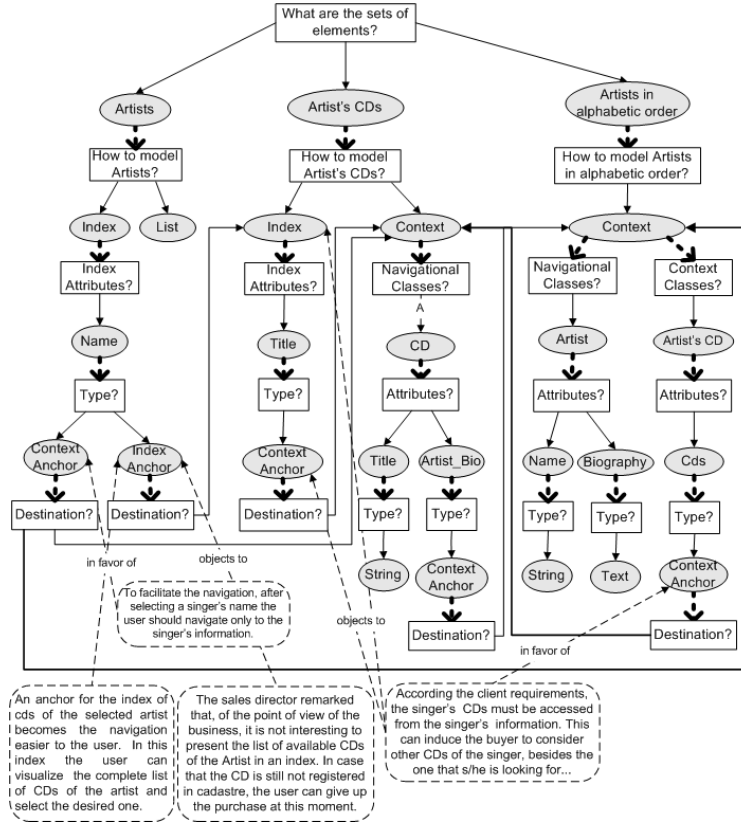 What are the sets of
elements?
Artists
Artist's CDs
Artists in
alphabetic order
How to model
Artists?
How to model
Artist's CDs?
How to model Artists
in alphabetic order?
Index
List
Index
Context
Context
Index
Attributes?
Index
Attributes?
Navigational
Classes?
Navigational
Classes?
Context
Classes?
A
Name
Title
CD
Artist
Artist's CD
Type?
Type?
Attributes?
Attributes?
Attributes?
Context
Anchor
Index
Anchor
Context
Anchor
Title
Artist_Bio
Name
Biography
Cds
Destination?
Destination?
Destination?
Type?
Type?
Type?
Type?
Type?
in favor of
objects to
String
Context
Anchor
String
Text
Context
Anchor
To facilitate the navigation, after
selecting a singer's name the
user should navigate only to the
singer's information.
objects to
Destination?
Destination?
in favor of
An anchor for the index of
cds of the selected artist
becomes the navigation
easier to the user. In this
index the user can
visualize the complete
list of CDs of the artist and
select the desired one.
The sales director remarked
that, of the point of view of the
business, it is not interesting to
present the list of available CDs
of the Artist in an index. In case
that the CD is still not registered
in cadastre, the user can give up
the purchase at this moment.
According the client requirements,
the singer's CDs must be accessed
from the singer's information. This
can induce the buyer to consider
other CDs of the singer, besides
the one that s/he is looking for...